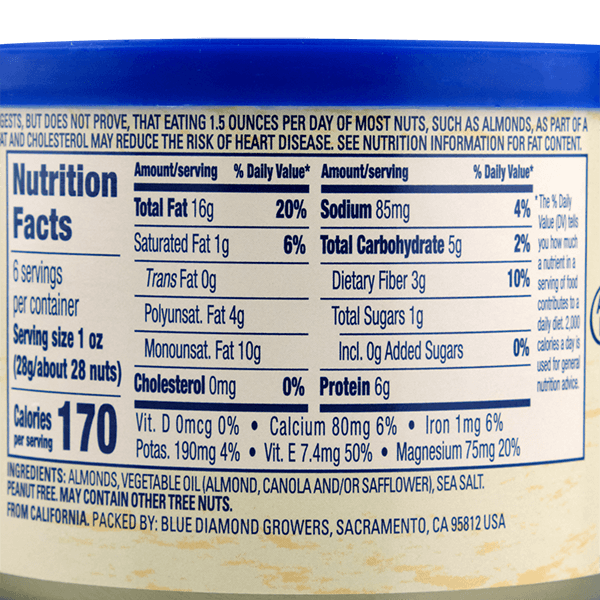 GESTS, BUT DOES NOT PROVE, THAT EATING 1.5 OUNCES PER DAY OF MOST NUTS, SUCH AS ALMONDS, AS PART OF A
AT AND CHOLESTEROL MAY REDUCE THE RISK OF HEART DISEASE. SEE NUTRITION INFORMATION FOR FAT CONTENT.
Nutrition
Facts
6 servings
per container
Serving size 1 oz
(28g/about 28 nuts)
Calories
per serving
170
Amount/serving % Daily Value*
Total Fat 16g 20%
Saturated Fat 1g 6%
Trans Fat 0g
Polyunsat. Fat 4g
Monounsat. Fat 10g
Cholesterol 0mg 0%
Amount/serving % Daily Value*
Sodium 85mg 4%
Total Carbohydrate 5g 2%
Dietary Fiber 3g 10%
Total Sugars 1g
Incl. 0g Added Sugars 0%
Protein 6g
Vit. D 0mcg 0% • Calcium 80mg 6% • Iron 1mg 6%
Potas. 190mg 4% • Vit. E 7.4mg 50% • Magnesium 75mg 20%
*The % Daily
Value (DV) tells
you how much
a nutrient in a
serving of food
contributes to a
daily diet. 2,000
calories a day is
used for general
nutrition advice.
INGREDIENTS: ALMONDS, VEGETABLE OIL (ALMOND, CANOLA AND/OR SAFFLOWER), SEA SALT.
PEANUT FREE. MAY CONTAIN OTHER TREE NUTS.
FROM CALIFORNIA. PACKED BY: BLUE DIAMOND GROWERS, SACRAMENTO, CA 95812 USA